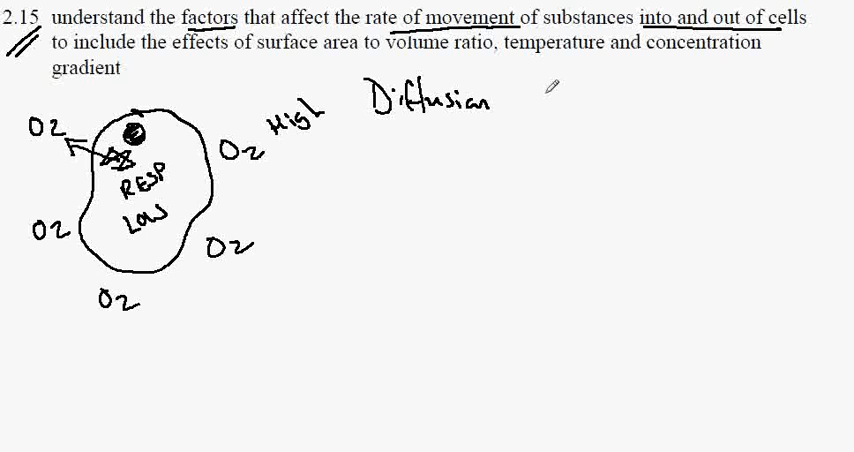 2.15 understand the factors that affect the rate of movement of substances into and out of cells
to include the effects of surface area to volume ratio, temperature and concentration
gradient
Diffusion
High
O2
O2
RESP
LOW
O2
O2
O2